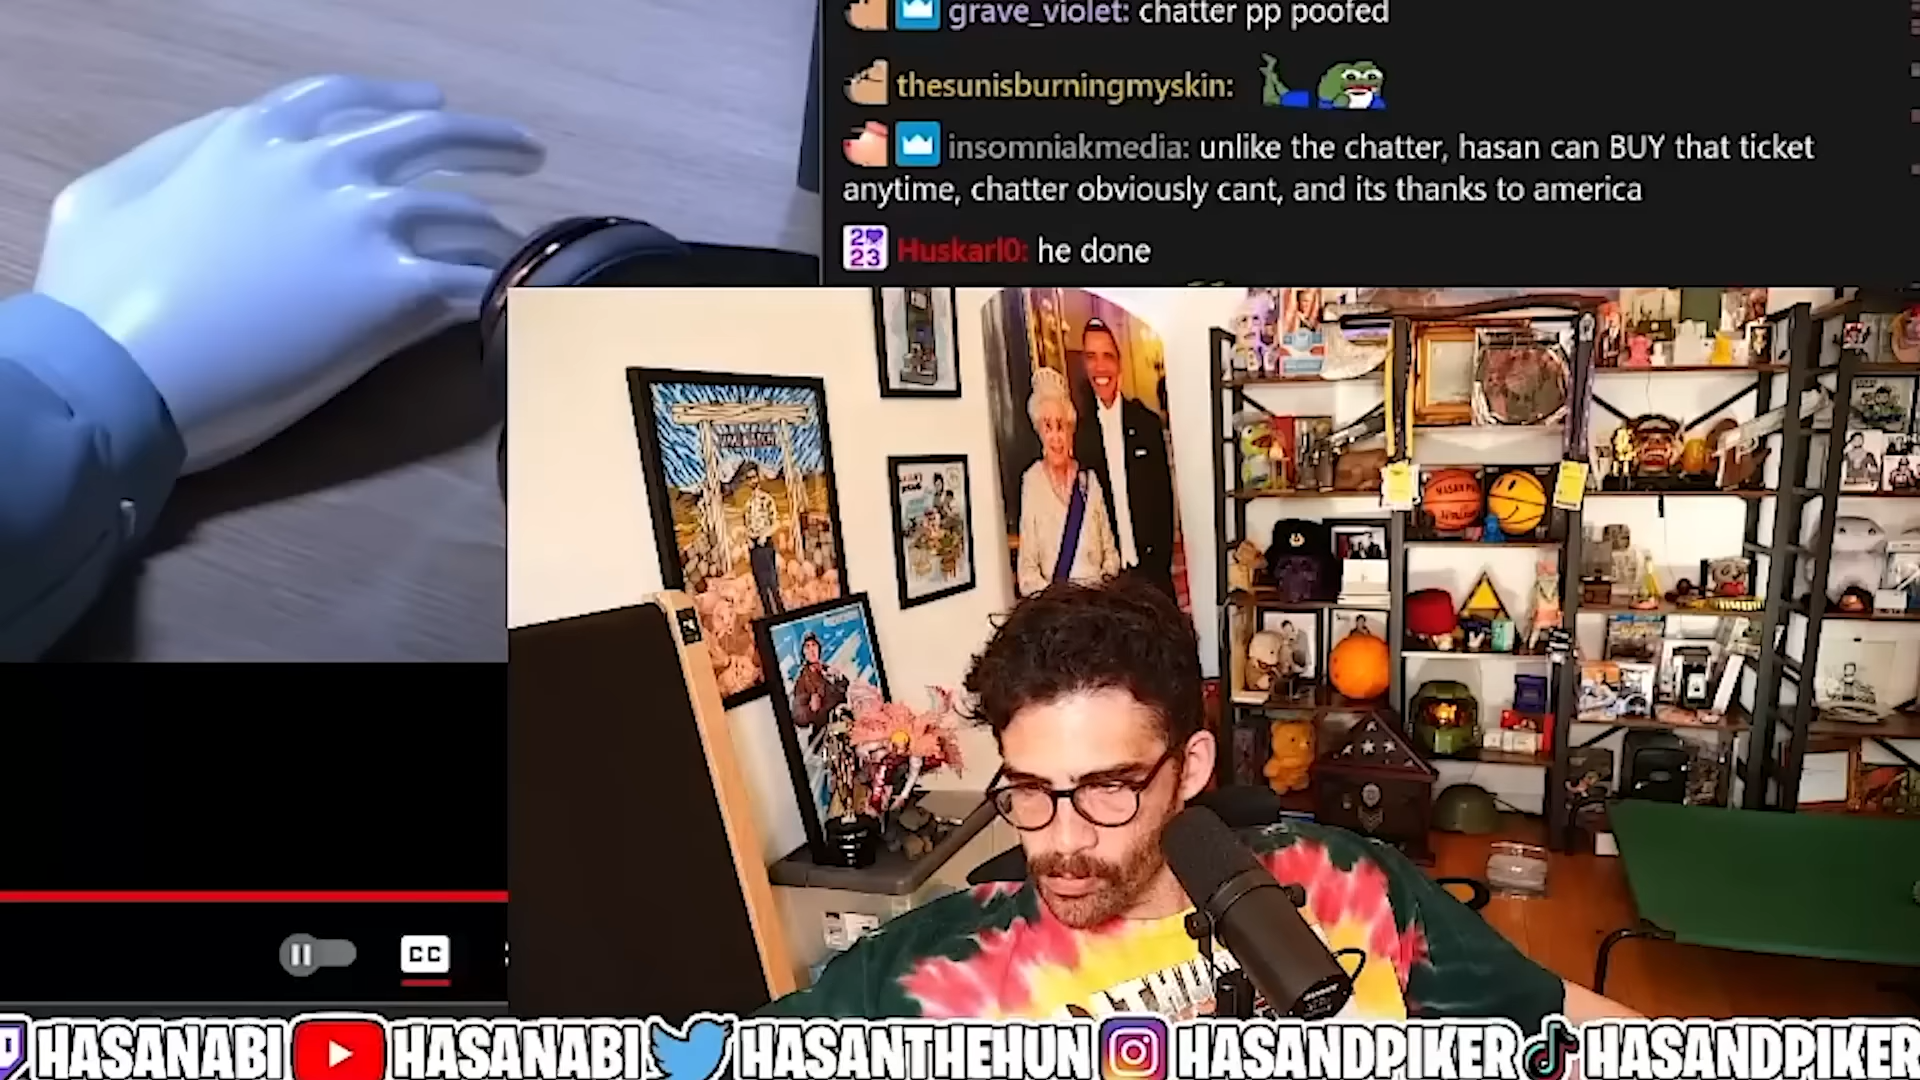 grave_violet: chatter pp poofed
thesunisburningmyskin:
insomniakmedia: unlike the chatter, hasan can BUY that ticket
anytime, chatter obviously cant, and its thanks to america
2023 Huskarl0: he done
CC
HASANABI HASANABI HASANTHEHUN HASANDPIKER HASANDPIKER